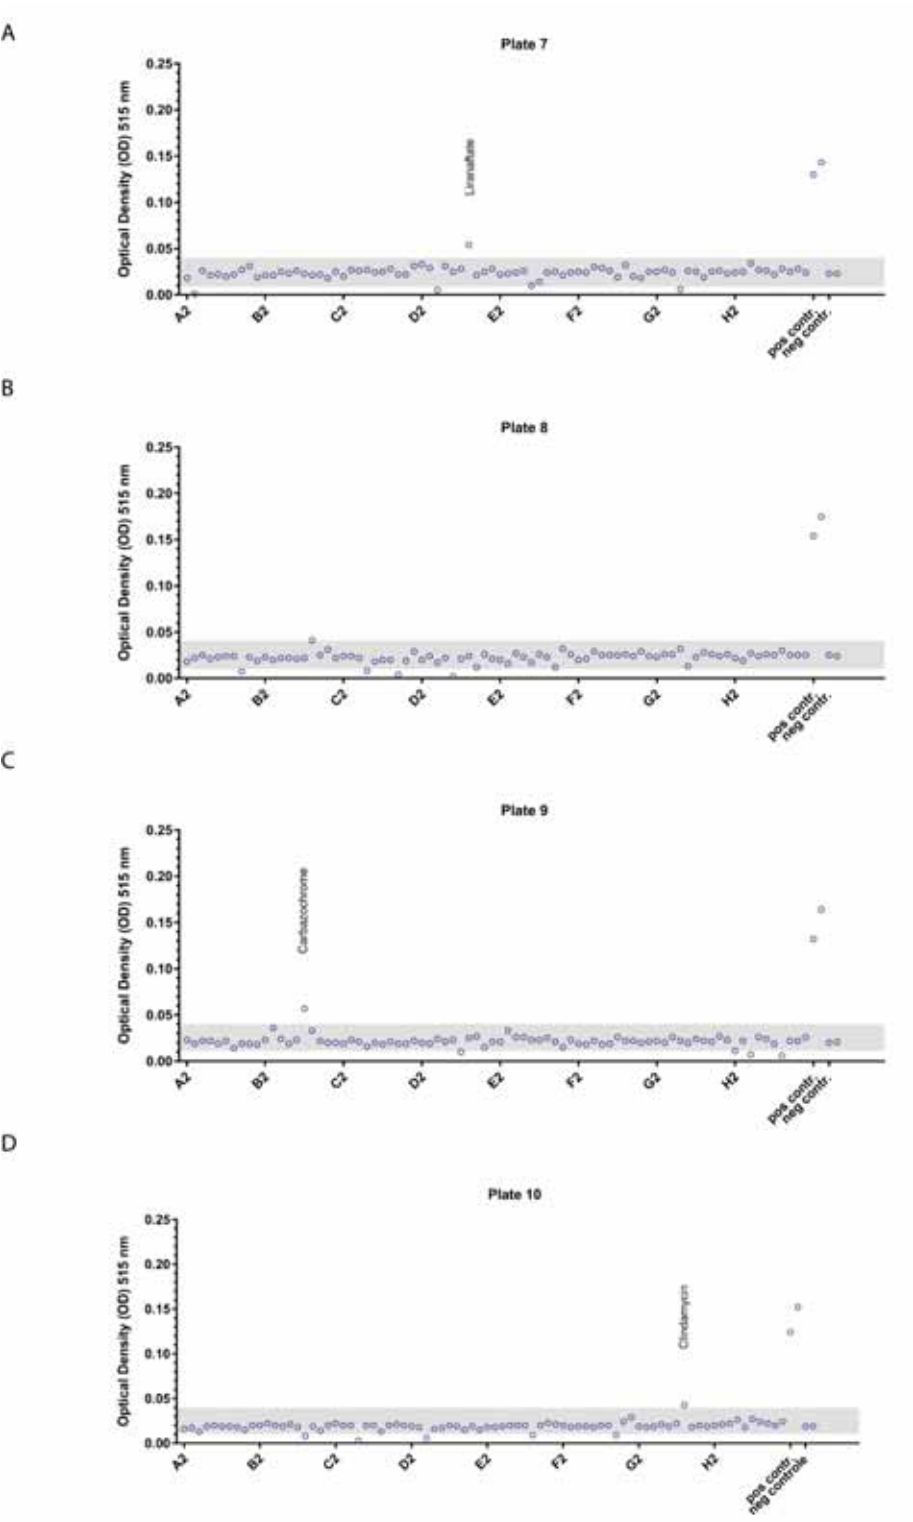 A
Plate 7
Optical Density (OD) 515 nm
0.25
0.20
0.15
0.10
0.05
0.00
Liranaftate
A2
B2
C2
D2
E2
F2
G2
H2
pos contr.
neg contr.
B
Plate 8
Optical Density (OD) 515 nm
0.25
0.20
0.15
0.10
0.05
0.00
A2
B2
C2
D2
E2
F2
G2
H2
pos contr.
neg contr.
C
Plate 9
Optical Density (OD) 515 nm
0.25
0.20
0.15
0.10
0.05
0.00
Carbazochrome
A2
B2
C2
D2
E2
F2
G2
H2
pos contr.
neg contr.
D
Plate 10
Optical Density (OD) 515 nm
0.25
0.20
0.15
0.10
0.05
0.00
Clindamycin
A2
B2
C2
D2
E2
F2
G2
H2
pos contr.
neg controle